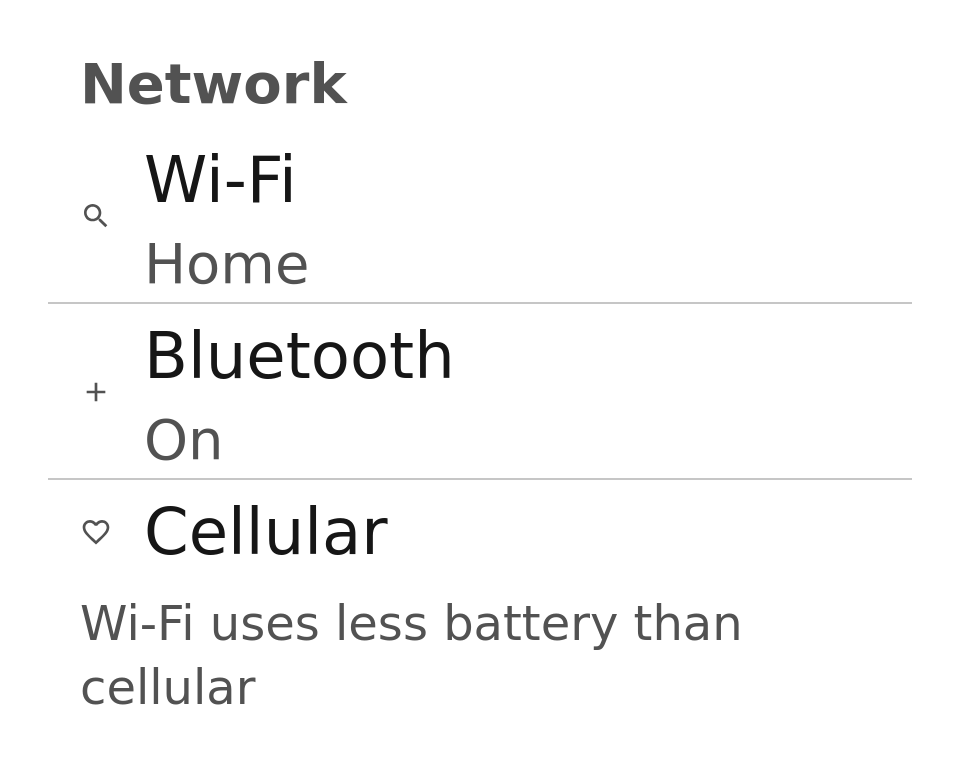 Network
Wi-Fi
Home
Bluetooth
On
Cellular
Wi-Fi uses less battery than
cellular